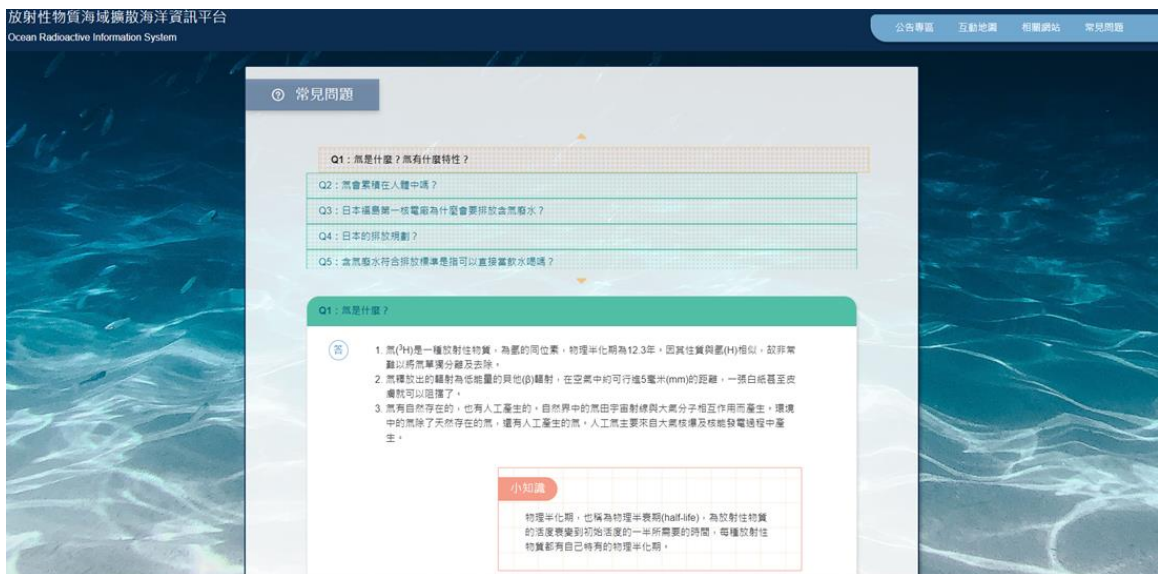 放射性物質海域擴散海洋資訊平台
Ocean Radioactive Information System
公告專區
互動地圖
相關網站
常見問題
常見問題
Q1：氚是什麼？氚有什麼特性？
Q2：氚會累積在人體中嗎？
Q3：日本福島第一核電廠為什麼會要排放含氚廢水？
Q4：日本的排放規劃？
Q5：含氚廢水符合排放標準是指可以直接當飲水喝嗎？
Q1：氚是什麼？
答
1. 氚(³H)是一種放射性物質，為氫的同位素，物理半化期為12.3年，因其性質與氫(H)相似，故非常
難以將氚單獨分離及去除。
2. 氚釋放出的輻射為低能量的貝他(β)輻射，在空氣中約可行進5毫米(mm)的距離，一張白紙甚至皮
膚就可以阻擋了。
3. 氚有自然存在的，也有人工產生的，自然界中的氚由宇宙射線與大氣分子相互作用而產生，環境
中的氚除了天然存在的氚，還有人工產生的氚，人工氚主要來自大氣核爆及核能發電過程中產
生。
小知識
物理半化期，也稱為物理半衰期(half-life)，為放射性物質
的活度衰變到初始活度的一半所需要的時間，每種放射性
物質都有自己特有的物理半化期。